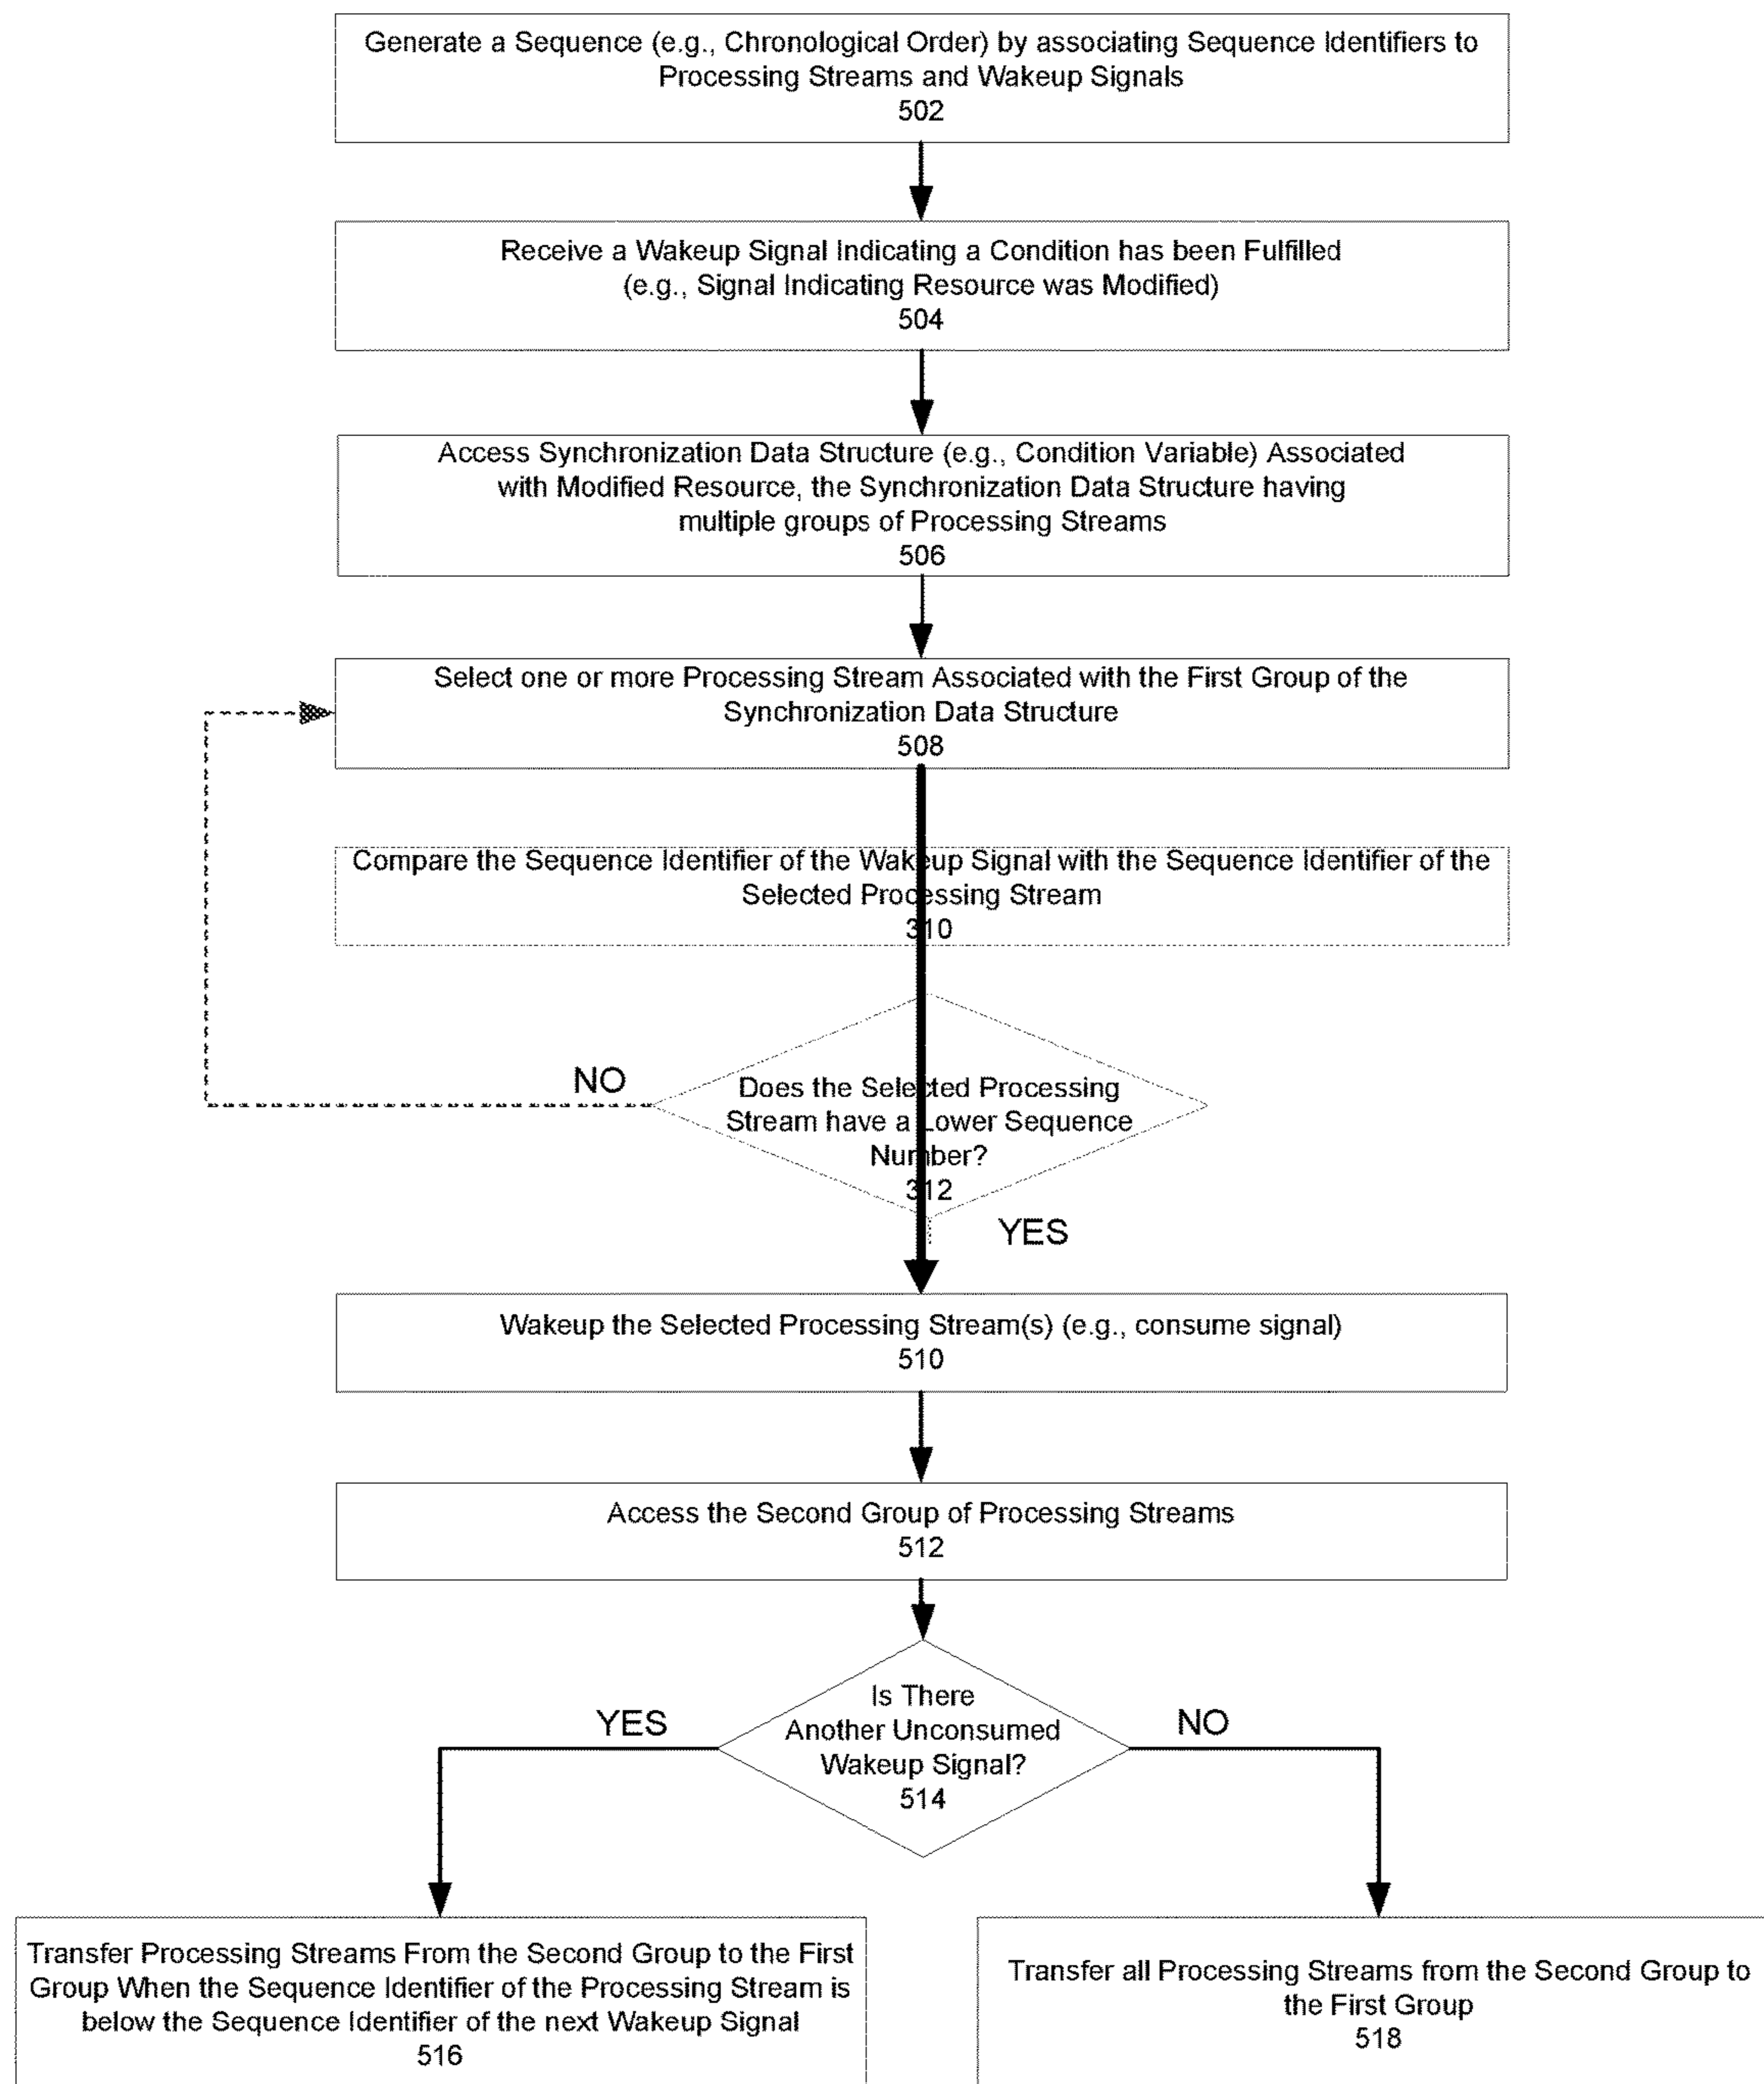 Generate a Sequence (e.g., Chronological Order) by associating Sequence Identifiers to
Processing Streams and Wakeup Signals
502
Receive a Wakeup Signal Indicating a Condition has been Fulfilled
(e.g., Signal Indicating Resource was Modified)
504
Access Synchronization Data Structure (e.g., Condition Variable) Associated
with Modified Resource, the Synchronization Data Structure having
multiple groups of Processing Streams
506
Select one or more Processing Stream Associated with the First Group of the
Synchronization Data Structure
508
Compare the Sequence Identifier of the Wakeup Signal with the Sequence Identifier of the
Selected Processing Stream
310
NO
Does the Selected Processing
Stream have a Lower Sequence
Number?
312
YES
Wakeup the Selected Processing Stream(s) (e.g., consume signal)
510
Access the Second Group of Processing Streams
512
YES
Is There
Another Unconsumed
Wakeup Signal?
514
NO
Transfer Processing Streams From the Second Group to the First
Group When the Sequence Identifier of the Processing Stream is
below the Sequence Identifier of the next Wakeup Signal
516
Transfer all Processing Streams from the Second Group to
the First Group
518